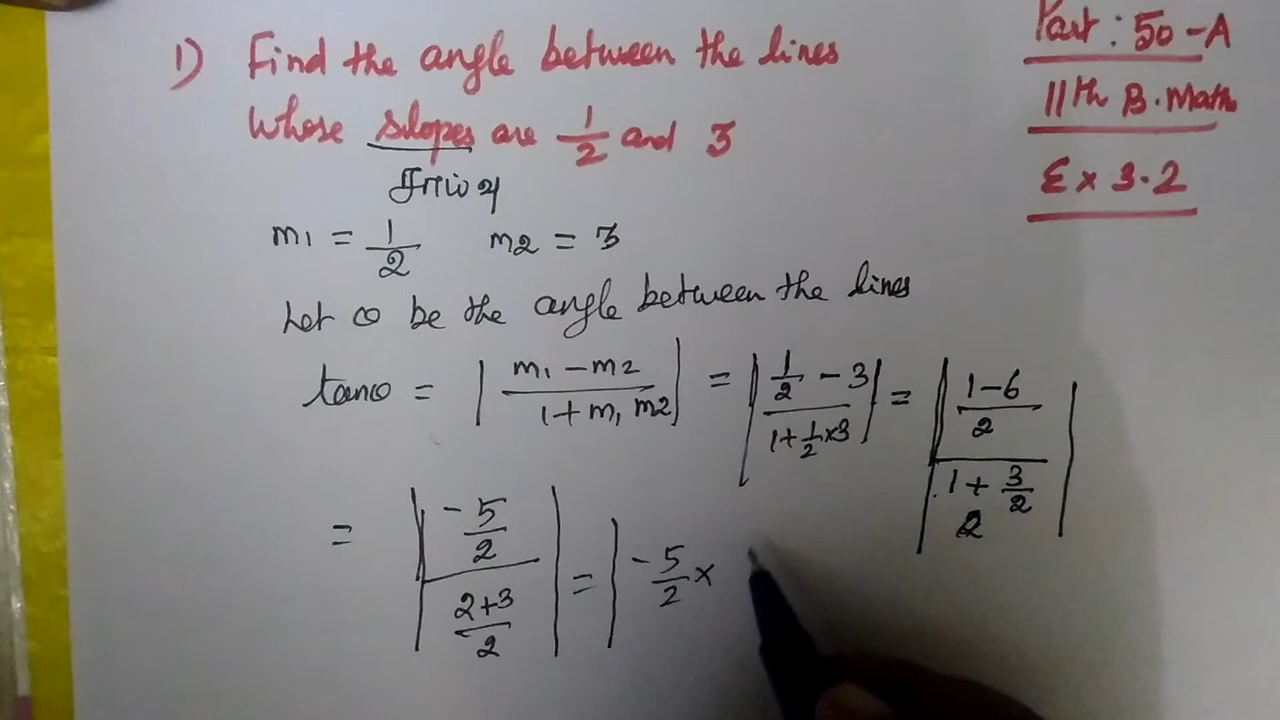 1) Find the angle between the lines
whose slopes are 1/2 and 3
சாய்வு
m1 = 1/2 m2 = 3
Let θ be the angle between the lines
tanθ = | (m1 - m2) / (1 + m1 m2) | = | (1/2 - 3) / (1 + 1/2 × 3) | = | ((1 - 6)/2) / (1 + 3/2) |
2
= | (-5/2) / ((2+3)/2) | = | -5/2 ×
Part : 50 - A
11th B. Maths
Ex 3.2